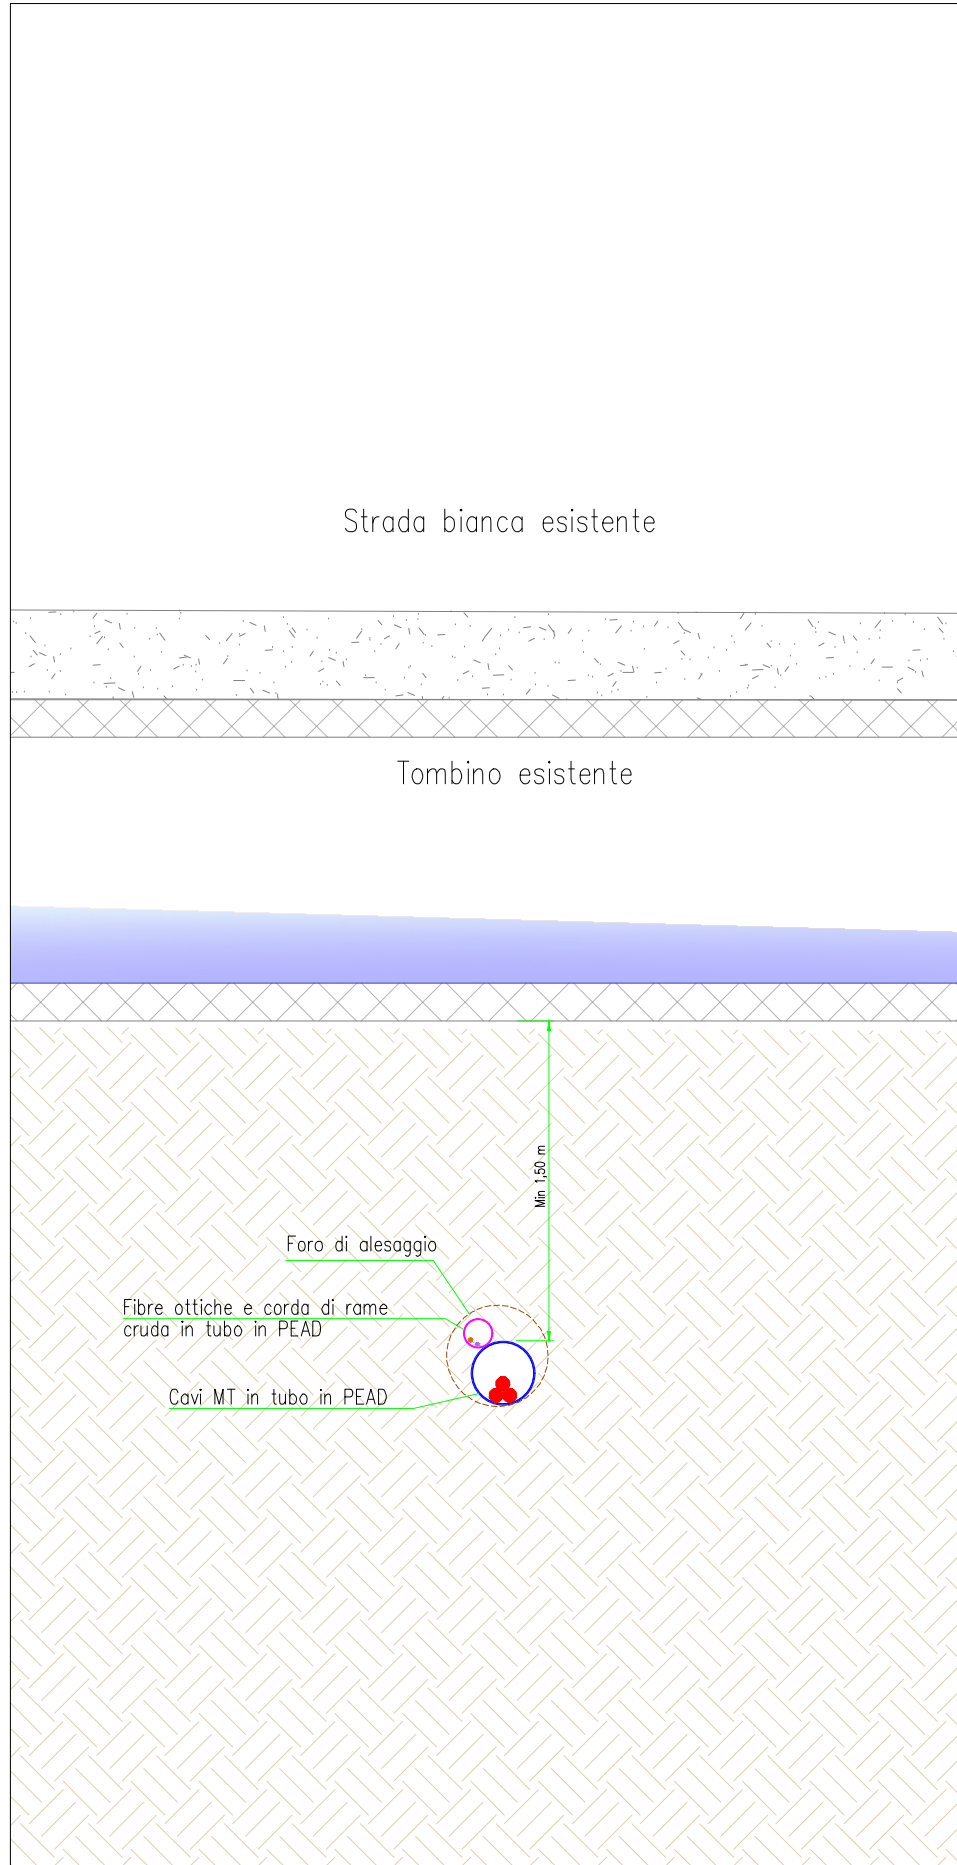 Strada bianca esistente
Tombino esistente
Min 1,50 m
Foro di alesaggio
Fibre ottiche e corda di rame
cruda in tubo in PEAD
Cavi MT in tubo in PEAD